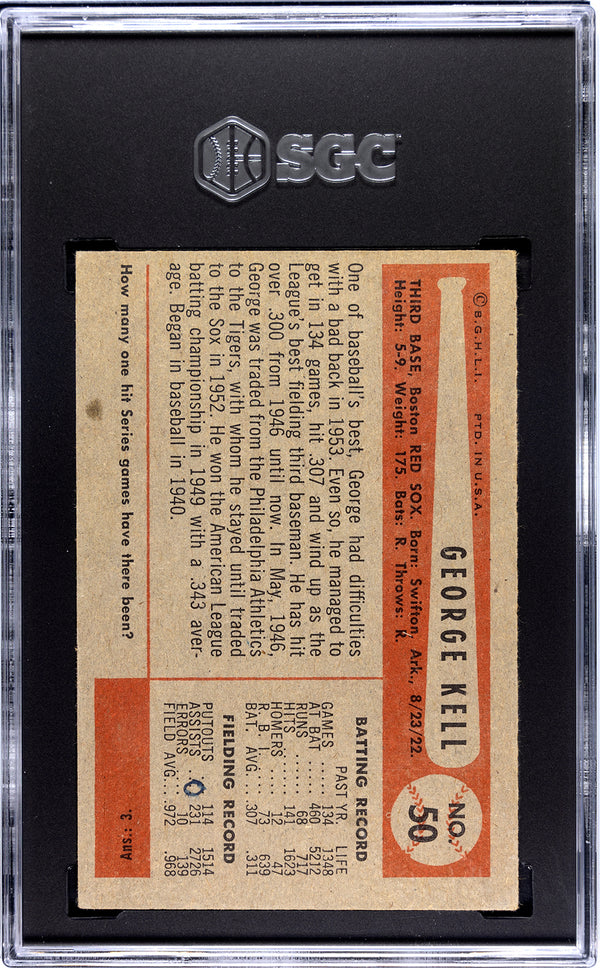 SGC
© B.G.H.L.I. PTD. IN U.S.A.
GEORGE KELL
NO.
50
THIRD BASE, Boston RED SOX. Born: Swifton, Ark., 8/23/22.
Height: 5-9. Weight: 175. Bats: R. Throws: R.
One of baseball's best, George had difficulties
with a bad back in 1953. Even so, he managed to
get in 134 games, hit .307 and wind up as the
League's best fielding third baseman. He has hit
over .300 from 1946 until now. In May, 1946,
George was traded from the Philadelphia Athletics
to the Tigers, with whom he stayed until traded
to the Sox in 1952. He won the American League
batting championship in 1949 with a .343 aver-
age. Began in baseball in 1940.
BATTING RECORD
PAST YR. LIFE
GAMES .... 134 1348
AT BAT .... 460 5212
RUNS ...... 68 717
HITS ...... 141 1623
HOMERS .... 12 47
R. B. I. .... 73 639
BAT. AVG. .. .307 .311
FIELDING RECORD
PUTOUTS .. 114 1514
ASSISTS .. 231 2726
ERRORS ... 10 139
FIELD AVG.. .972 .968
How many one hit Series games have there been?
Ans.: 3.